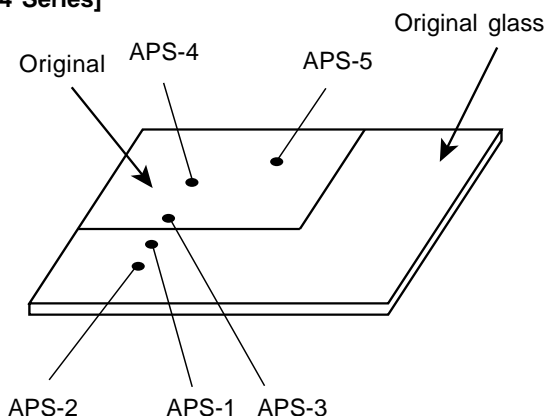 4 Series]
Original glass
Original
APS-4
APS-5
APS-2
APS-1
APS-3